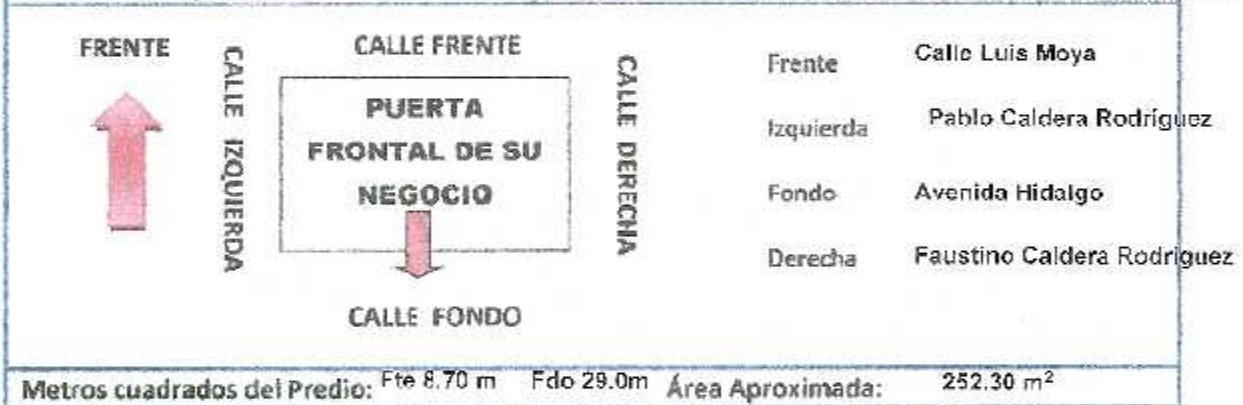 FRENTE
CALLE IZQUIERDA
CALLE FRENTE
PUERTA
FRONTAL DE SU
NEGOCIO
CALLE DERECHA
CALLE FONDO
Frente Calle Luis Moya
Izquierda Pablo Caldera Rodríguez
Fondo Avenida Hidalgo
Derecha Faustino Caldera Rodríguez
Metros cuadrados del Predio: Fte 8.70 m Fdo 29.0m Área Aproximada: 252.30 m²